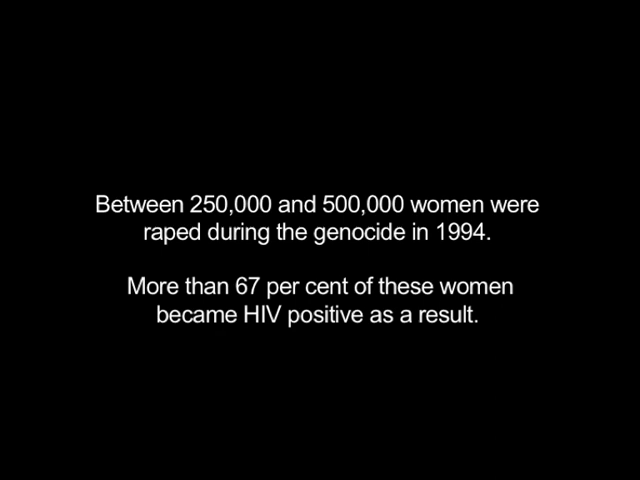 Between 250,000 and 500,000 women were
raped during the genocide in 1994.
More than 67 per cent of these women
became HIV positive as a result.